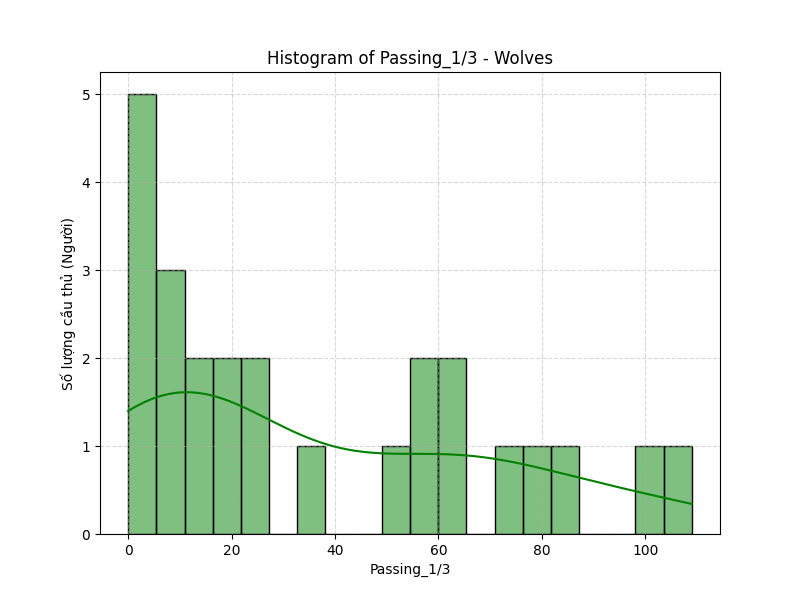 Histogram of Passing_1/3 - Wolves
Số lượng cầu thủ (Người)
5
4
3
2
1
0
0 20 40 60 80 100
Passing_1/3